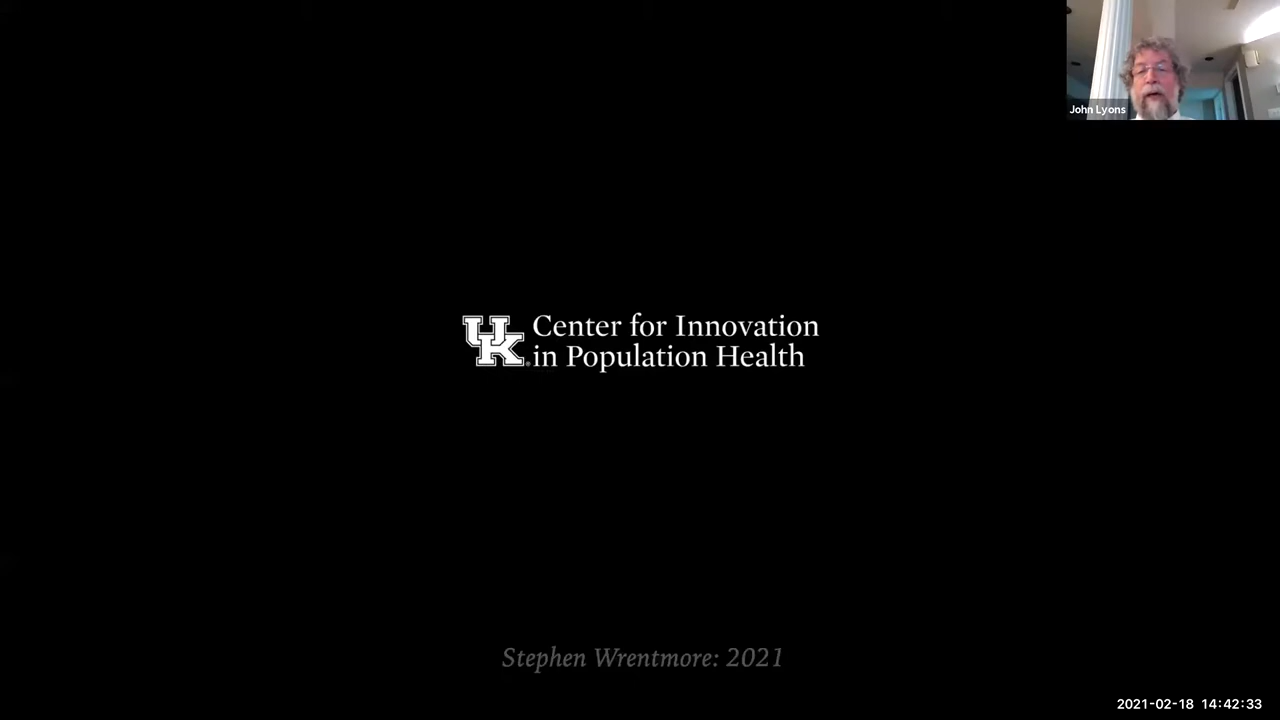 John Lyons
UK Center for Innovation
in Population Health
Stephen Wrentmore: 2021
2021-02-18 14:42:33